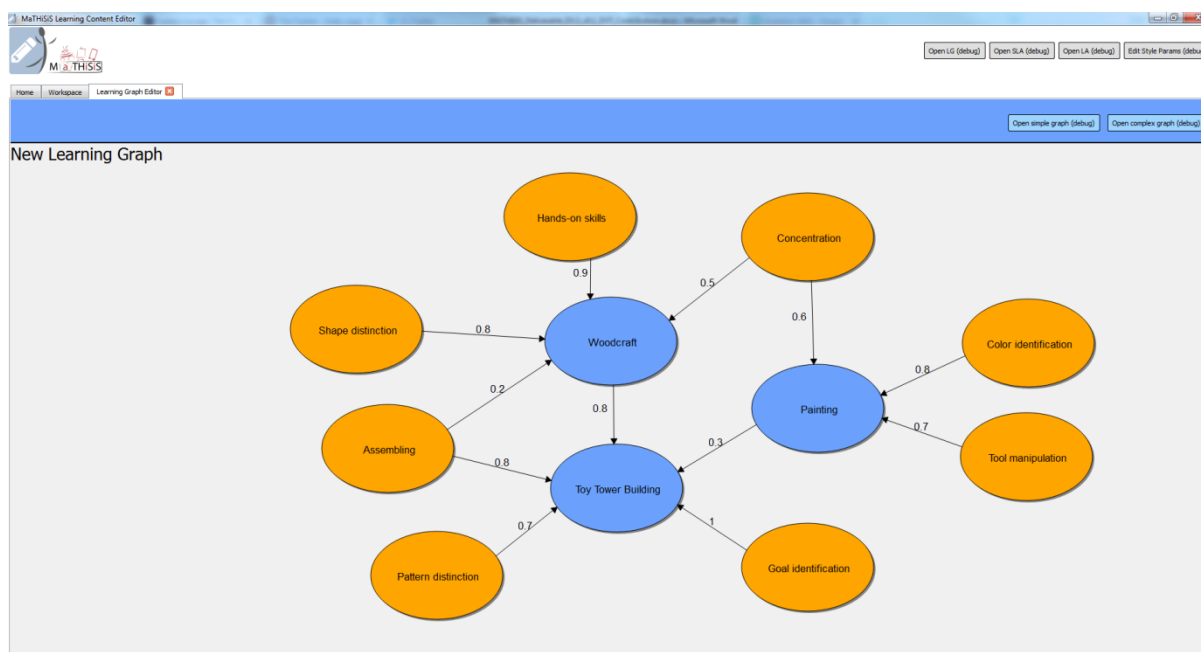 MaTHiSiS Learning Content Editor
MaTHiSiS
Open LG (debug) Open SLA (debug) Open LA (debug) Edit Style Params (debu
Home Workspace Learning Graph Editor
Open simple graph (debug) Open complex graph (debug)
New Learning Graph
Hands-on skills
Concentration
0.9
0.5
0.6
Shape distinction
0.8
Woodcraft
Color identification
0.8
0.2
0.8
Painting
0.7
0.3
Assembling
Tool manipulation
0.8
Toy Tower Building
0.7
1
Pattern distinction
Goal identification